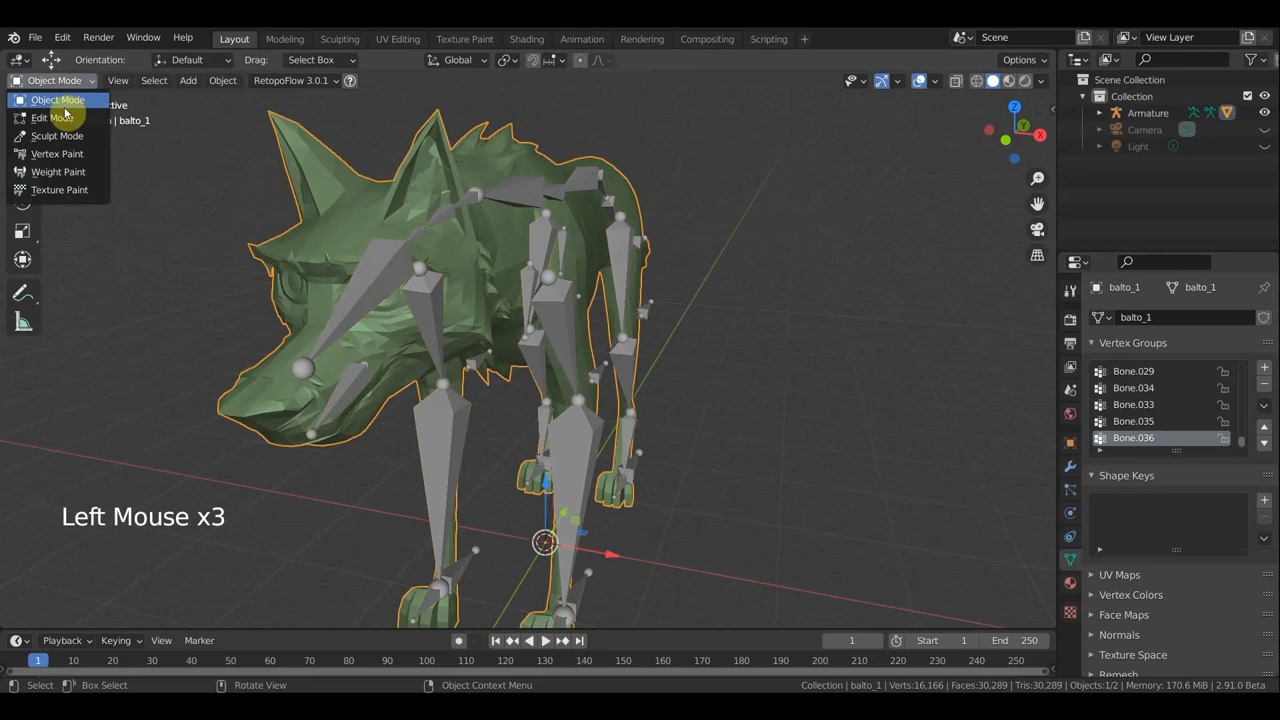 File Edit Render Window Help Layout Modeling Sculpting UV Editing Texture Paint Shading Animation Rendering Compositing Scripting + Scene View Layer
Orientation: Default Drag: Select Box Global Options
Object Mode View Select Add Object RetopoFlow 3.0.1
Object Mode
Edit Mode
Sculpt Mode
Vertex Paint
Weight Paint
Texture Paint
ctive
| balto_1
Z
Y
X
Left Mouse x3
Scene Collection
Collection
Armature
Camera
Light
balto_1 balto_1
balto_1
Vertex Groups
Bone.029
Bone.034
Bone.033
Bone.035
Bone.036
Shape Keys
UV Maps
Vertex Colors
Face Maps
Normals
Texture Space
Remesh
Playback Keying View Marker 1 Start 1 End 250
1 10 20 30 40 50 60 70 80 90 100 110 120 130 140 150 160 170 180 190 200 210 220 230 240 250
Select Box Select Rotate View Object Context Menu Collection | balto_1 | Verts:16,166 | Faces:30,289 | Tris:30,289 | Objects:1/2 | Memory: 170.6 MiB | 2.91.0 Beta